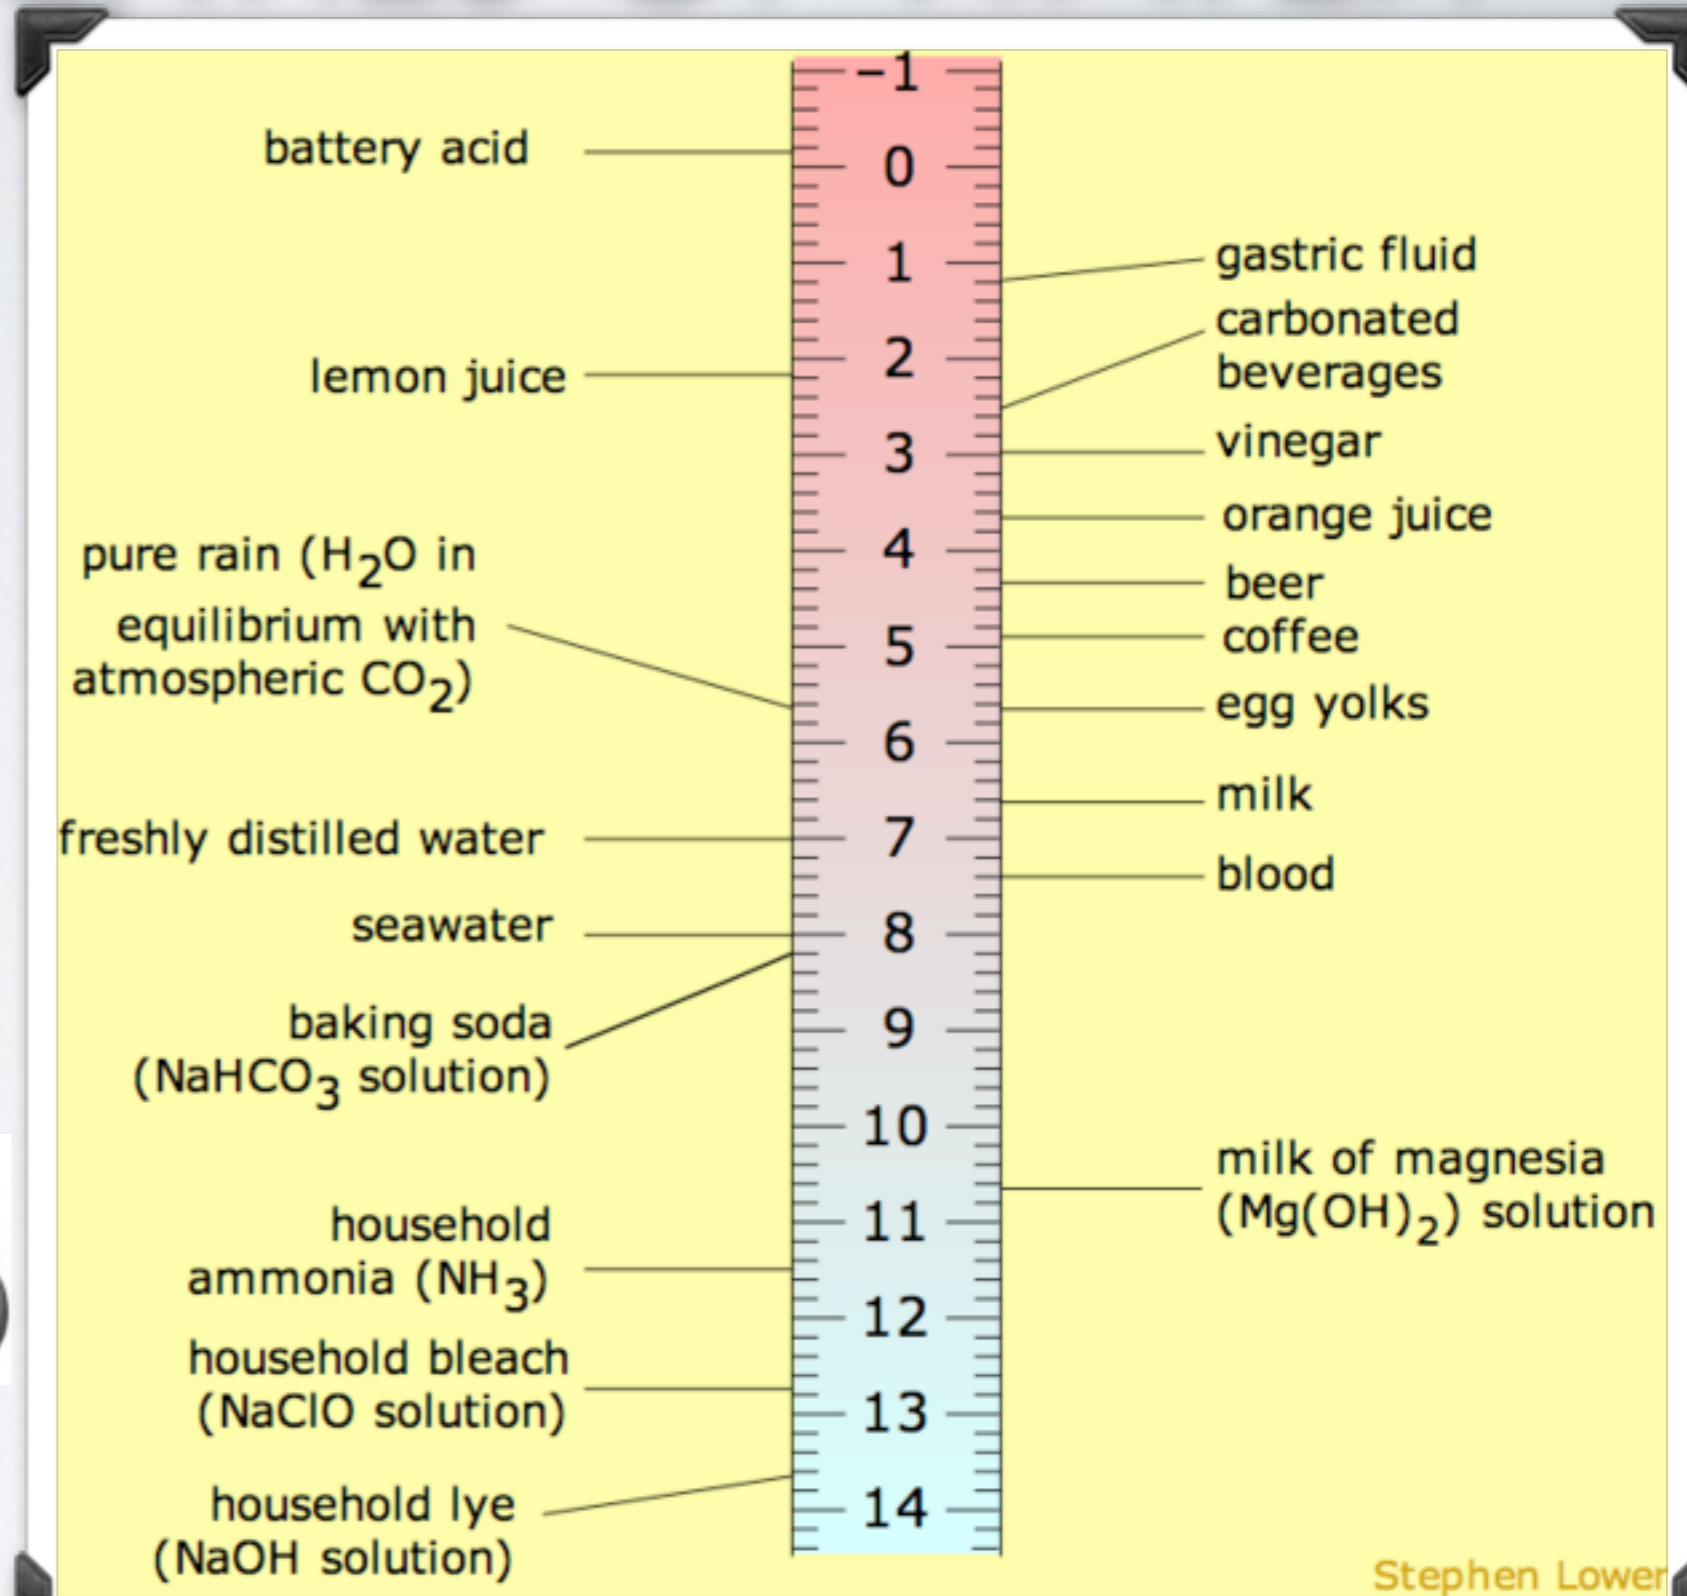 battery acid
lemon juice
pure rain (H₂O in
equilibrium with
atmospheric CO₂)
freshly distilled water
seawater
baking soda
(NaHCO₃ solution)
household
ammonia (NH₃)
household bleach
(NaClO solution)
household lye
(NaOH solution)
−1
0
1
2
3
4
5
6
7
8
9
10
11
12
13
14
gastric fluid
carbonated
beverages
vinegar
orange juice
beer
coffee
egg yolks
milk
blood
milk of magnesia
(Mg(OH)₂) solution
Stephen Lower